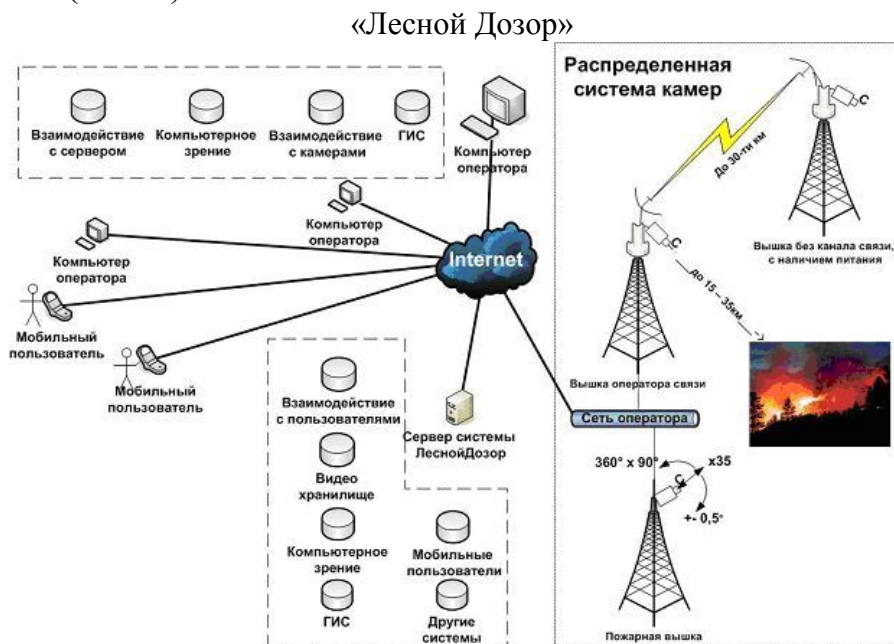 «Лесной Дозор»
Взаимодействие
с сервером
Компьютерное
зрение
Взаимодействие
с камерами
ГИС
Компьютер
оператора
Компьютер
оператора
Компьютер
оператора
Internet
Мобильный
пользователь
Мобильный
пользователь
Взаимодействие
с пользователями
Видео
хранилище
Компьютерное
зрение
ГИС
Мобильные
пользователи
Другие
системы
Сервер системы
ЛеснойДозор
Распределенная
система камер
До 30-ти км
Вышка без канала связи,
с наличием питания
до 15 – 35км
Вышка оператора связи
Сеть оператора
360° x 90°
x35
+- 0,5°
Пожарная вышка